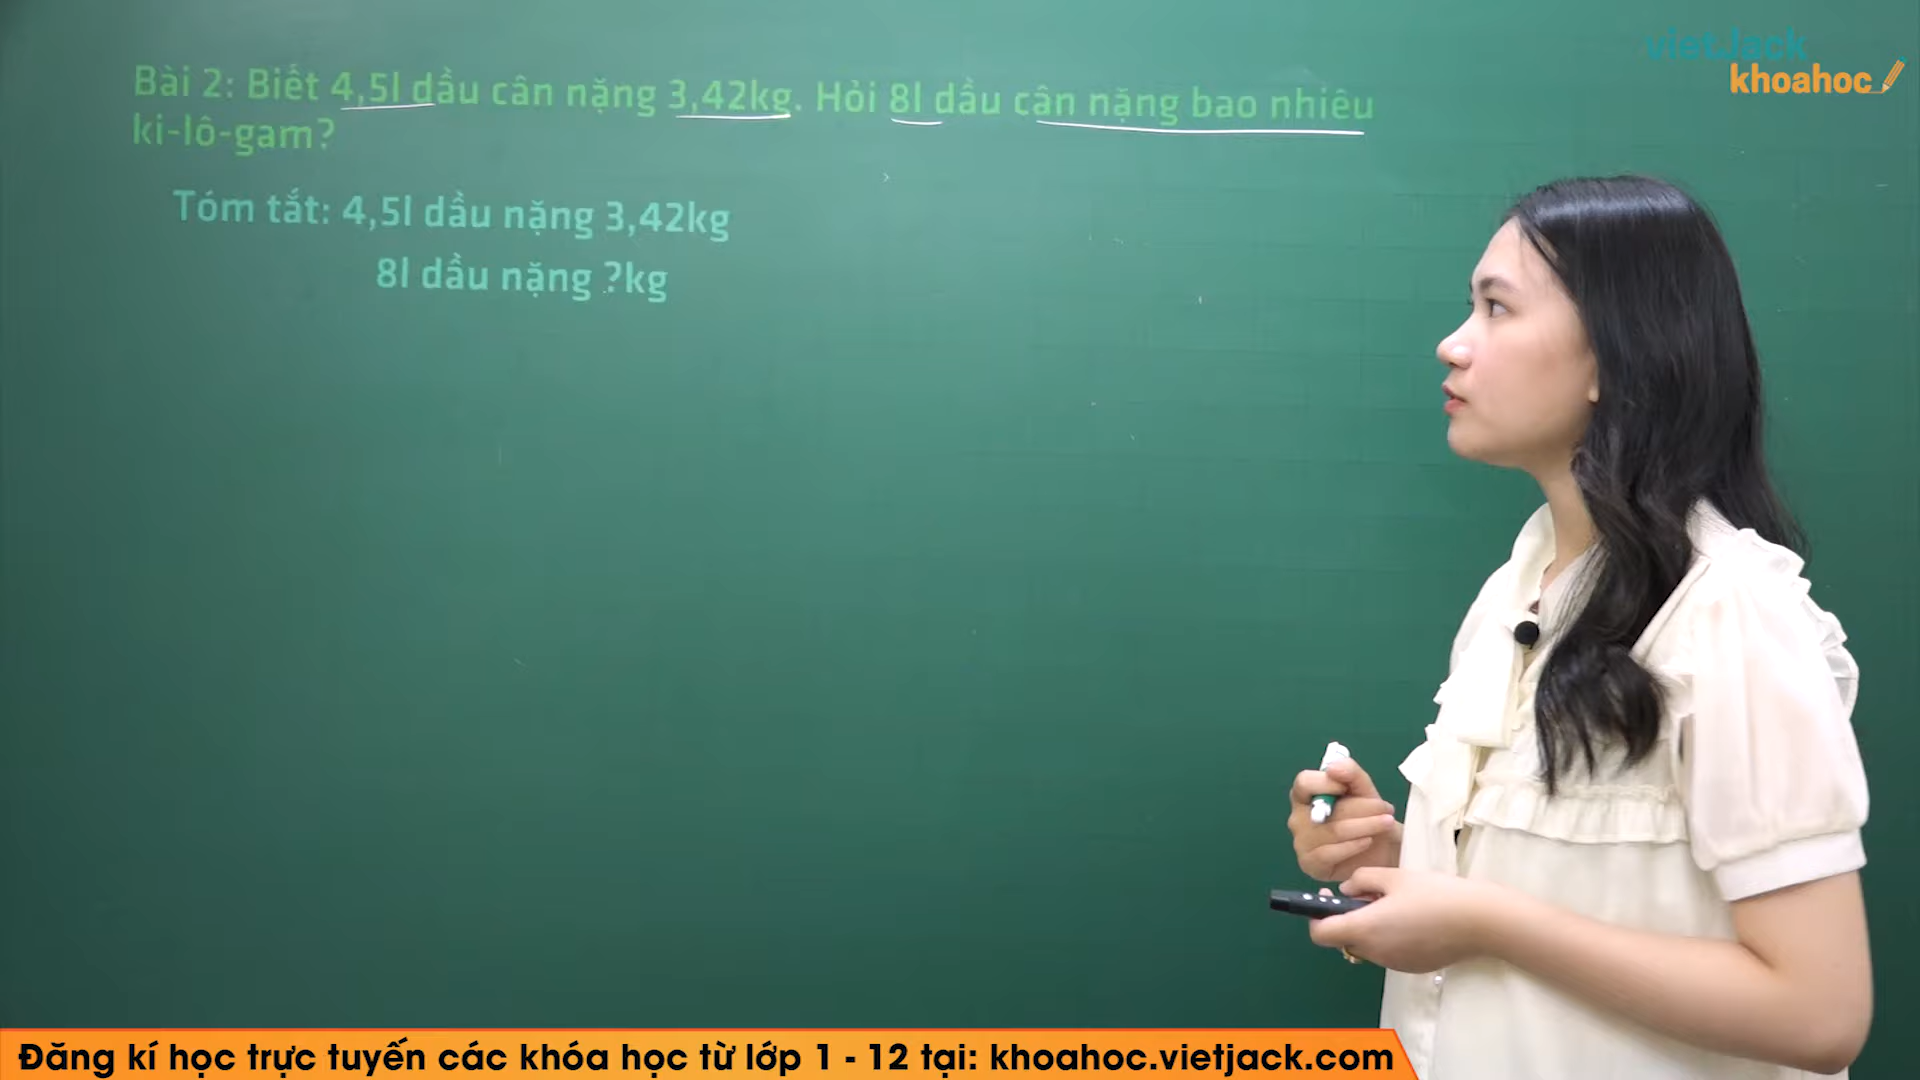 vietJack
khoahoc
Bài 2: Biết 4,5l dầu cân nặng 3,42kg. Hỏi 8l dầu cân nặng bao nhiêu
ki-lô-gam?
Tóm tắt: 4,5l dầu nặng 3,42kg
8l dầu nặng ?kg
Đăng kí học trực tuyến các khóa học từ lớp 1 - 12 tại: khoahoc.vietjack.com